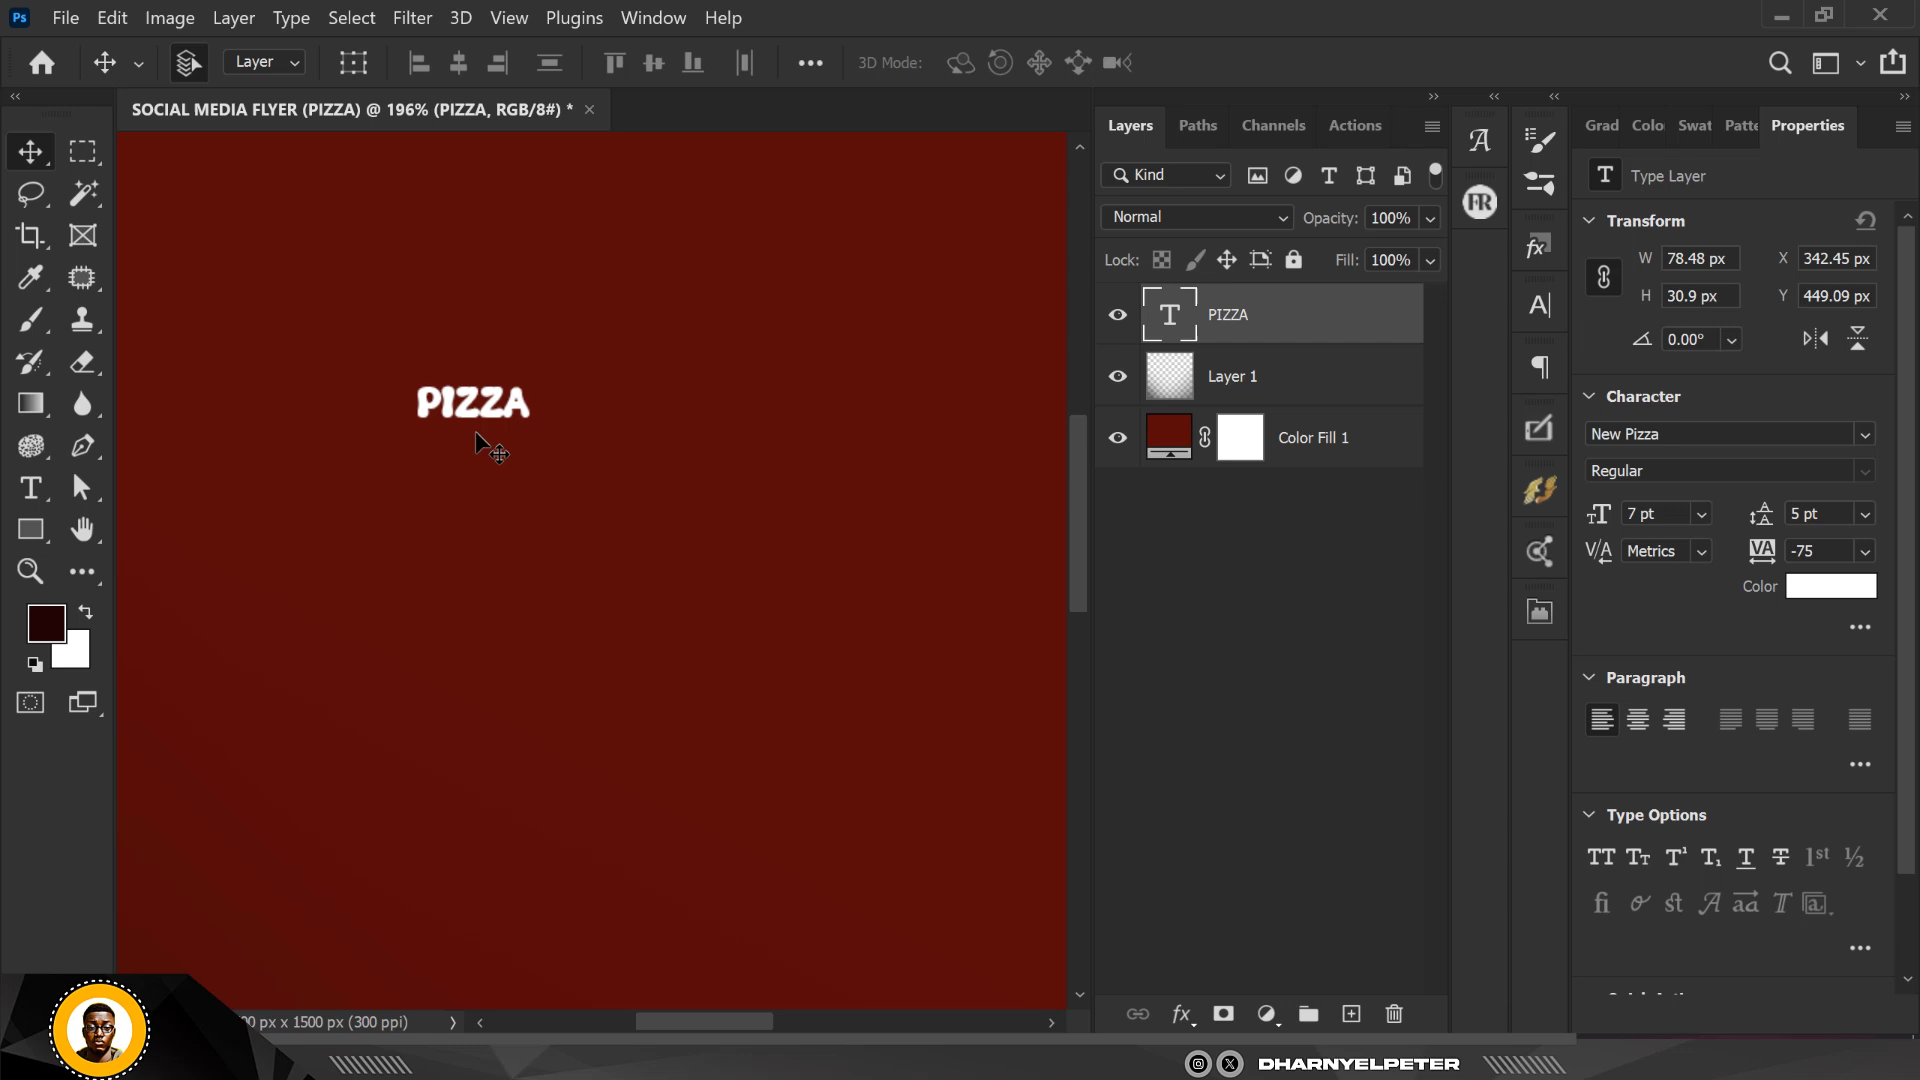 Ps File Edit Image Layer Type Select Filter 3D View Plugins Window Help
Layer 3D Mode:
SOCIAL MEDIA FLYER (PIZZA) @ 196% (PIZZA, RGB/8#) *
PIZZA
00 px x 1500 px (300 ppi)
Layers Paths Channels Actions
Kind
Normal Opacity: 100%
Lock: Fill: 100%
T PIZZA
Layer 1
Color Fill 1
FR
Grad Colo Swat Patte Properties
T Type Layer
Transform
W 78.48 px X 342.45 px
H 30.9 px Y 449.09 px
0.00°
Character
New Pizza
Regular
7 pt 5 pt
Metrics -75
Color
Paragraph
Type Options
TT Tт T¹ T₁ T T 1st ½
fi st A aa T a
DHARNYELPETER